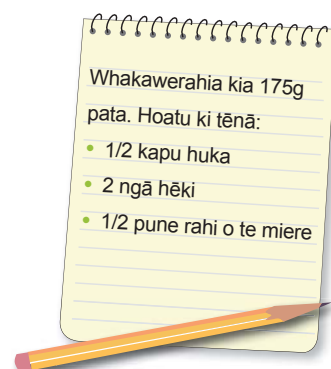 Whakawerahia kia 175g
pata. Hoatu ki tēnā:
• 1/2 kapu huka
• 2 ngā hēki
• 1/2 pune rahi o te miere